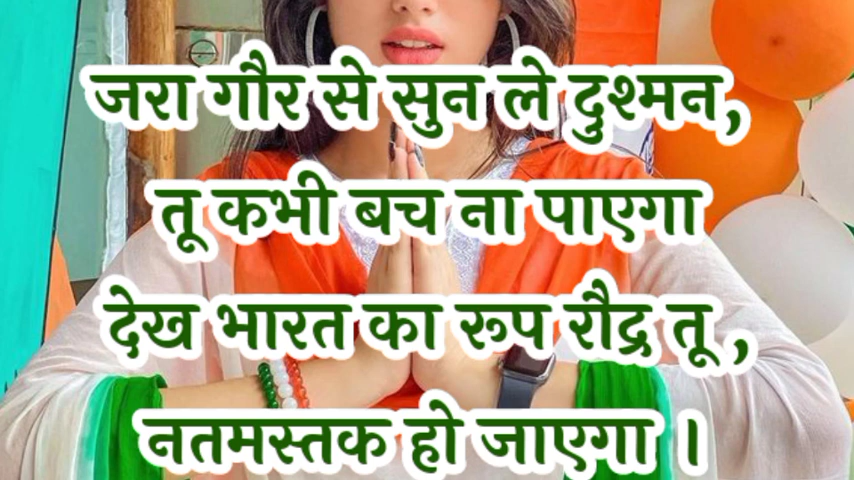 जरा गौर से सुन ले दुश्मन,
तू कभी बच ना पाएगा
देख भारत का रूप रौद्र तू ,
नतमस्तक हो जाएगा ।